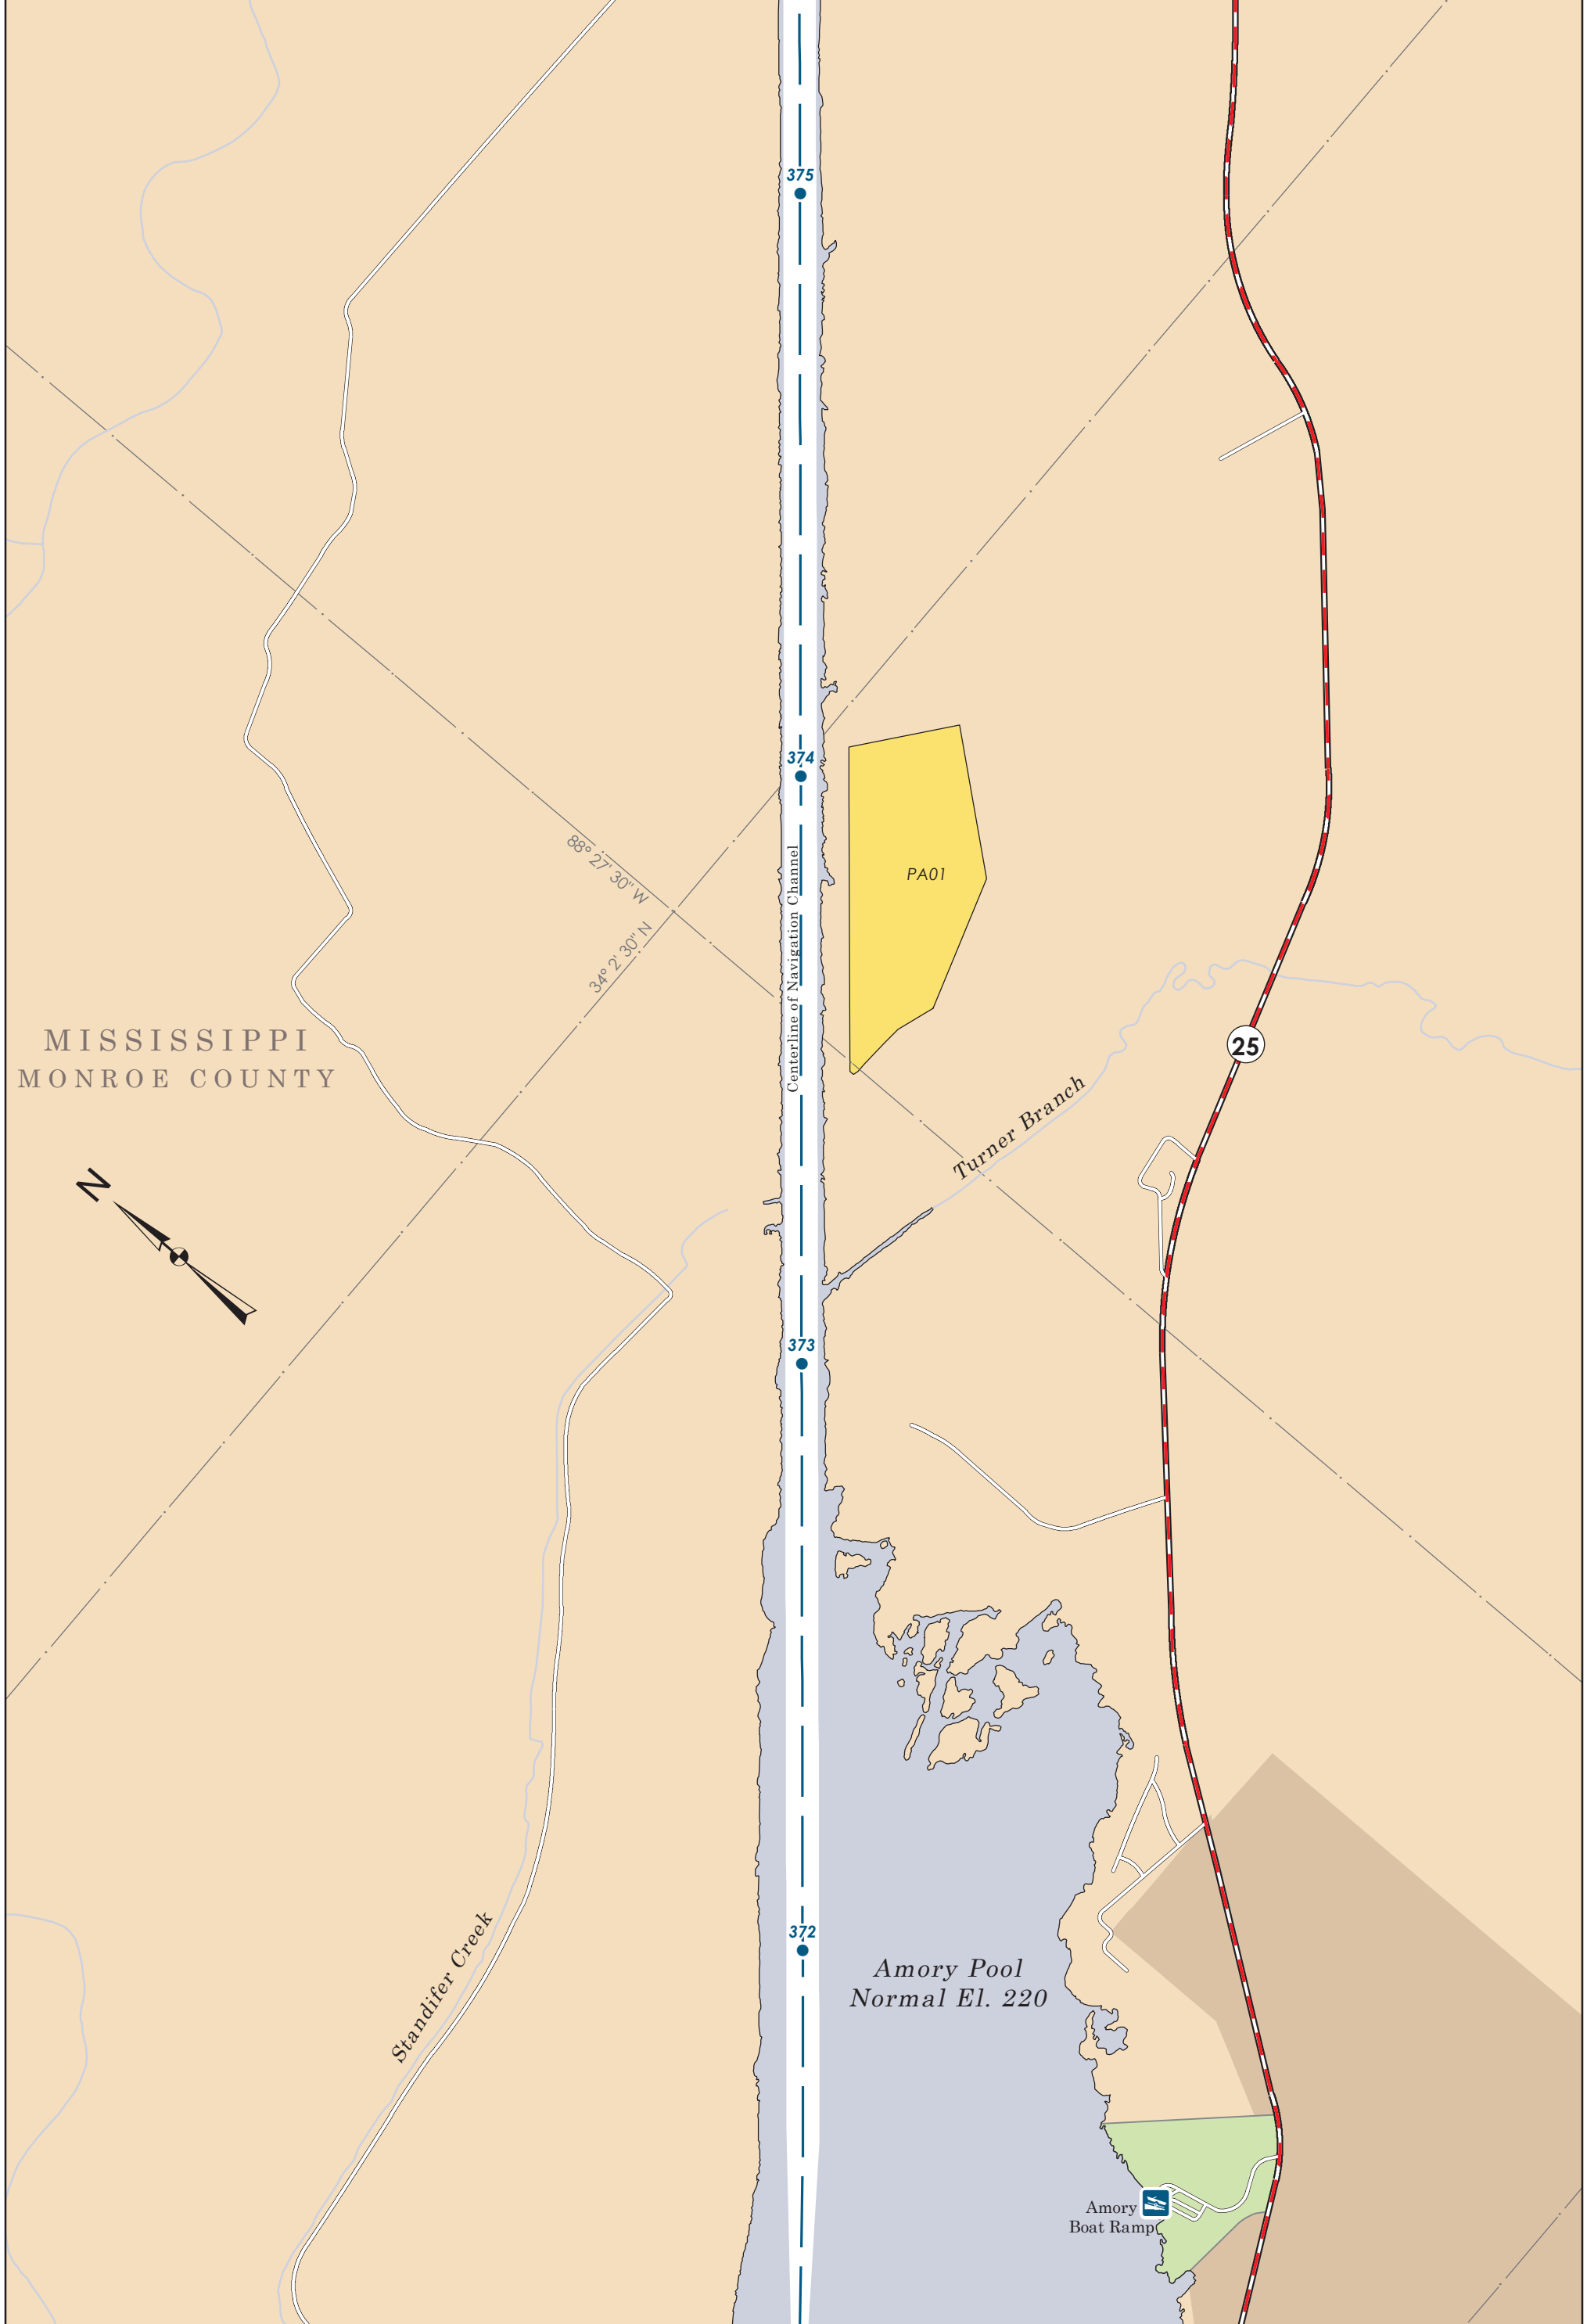 375
374
88° 27' 30" W
34° 2' 30" N
Centerline of Navigation Channel
PA01
MISSISSIPPI
MONROE COUNTY
25
Turner Branch
N
373
372
Amory Pool
Normal El. 220
Standifer Creek
Amory
Boat Ramp